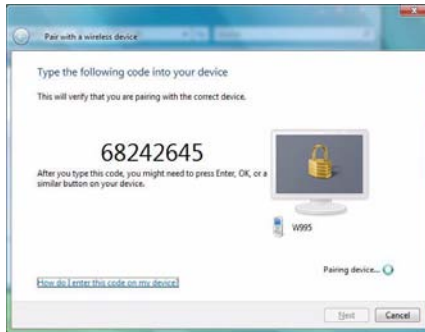 Pair with a wireless device
Type the following code into your device
This will verify that you are pairing with the correct device.
68242645
After you type this code, you might need to press Enter, OK, or a
similar button on your device.
W995
Pairing device...
How do I enter this code on my device?
Next
Cancel